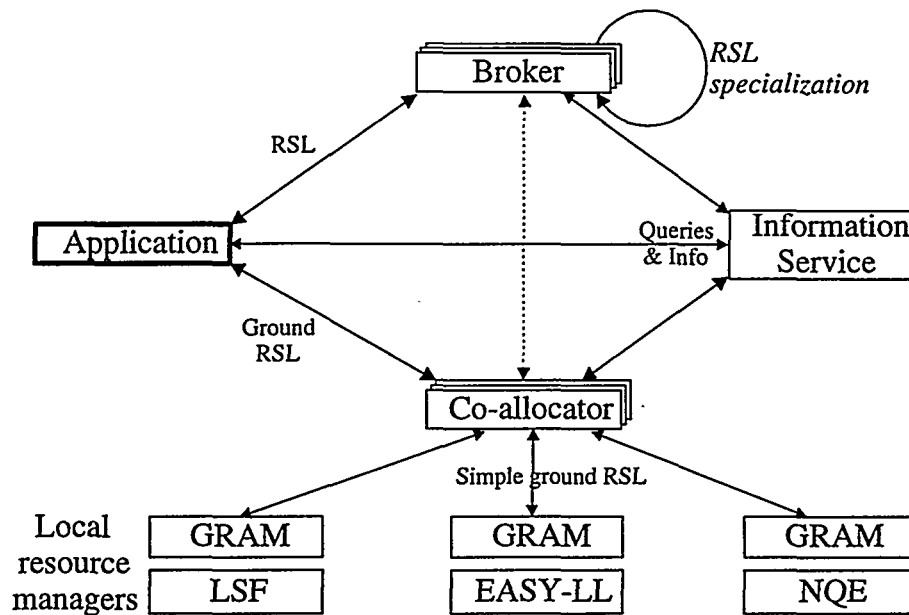 Broker
RSL
specialization
RSL
Application
Queries
& Info
Information
Service
Ground
RSL
Co-allocator
Simple ground RSL
Local
resource
managers
GRAM
GRAM
GRAM
LSF
EASY-LL
NQE